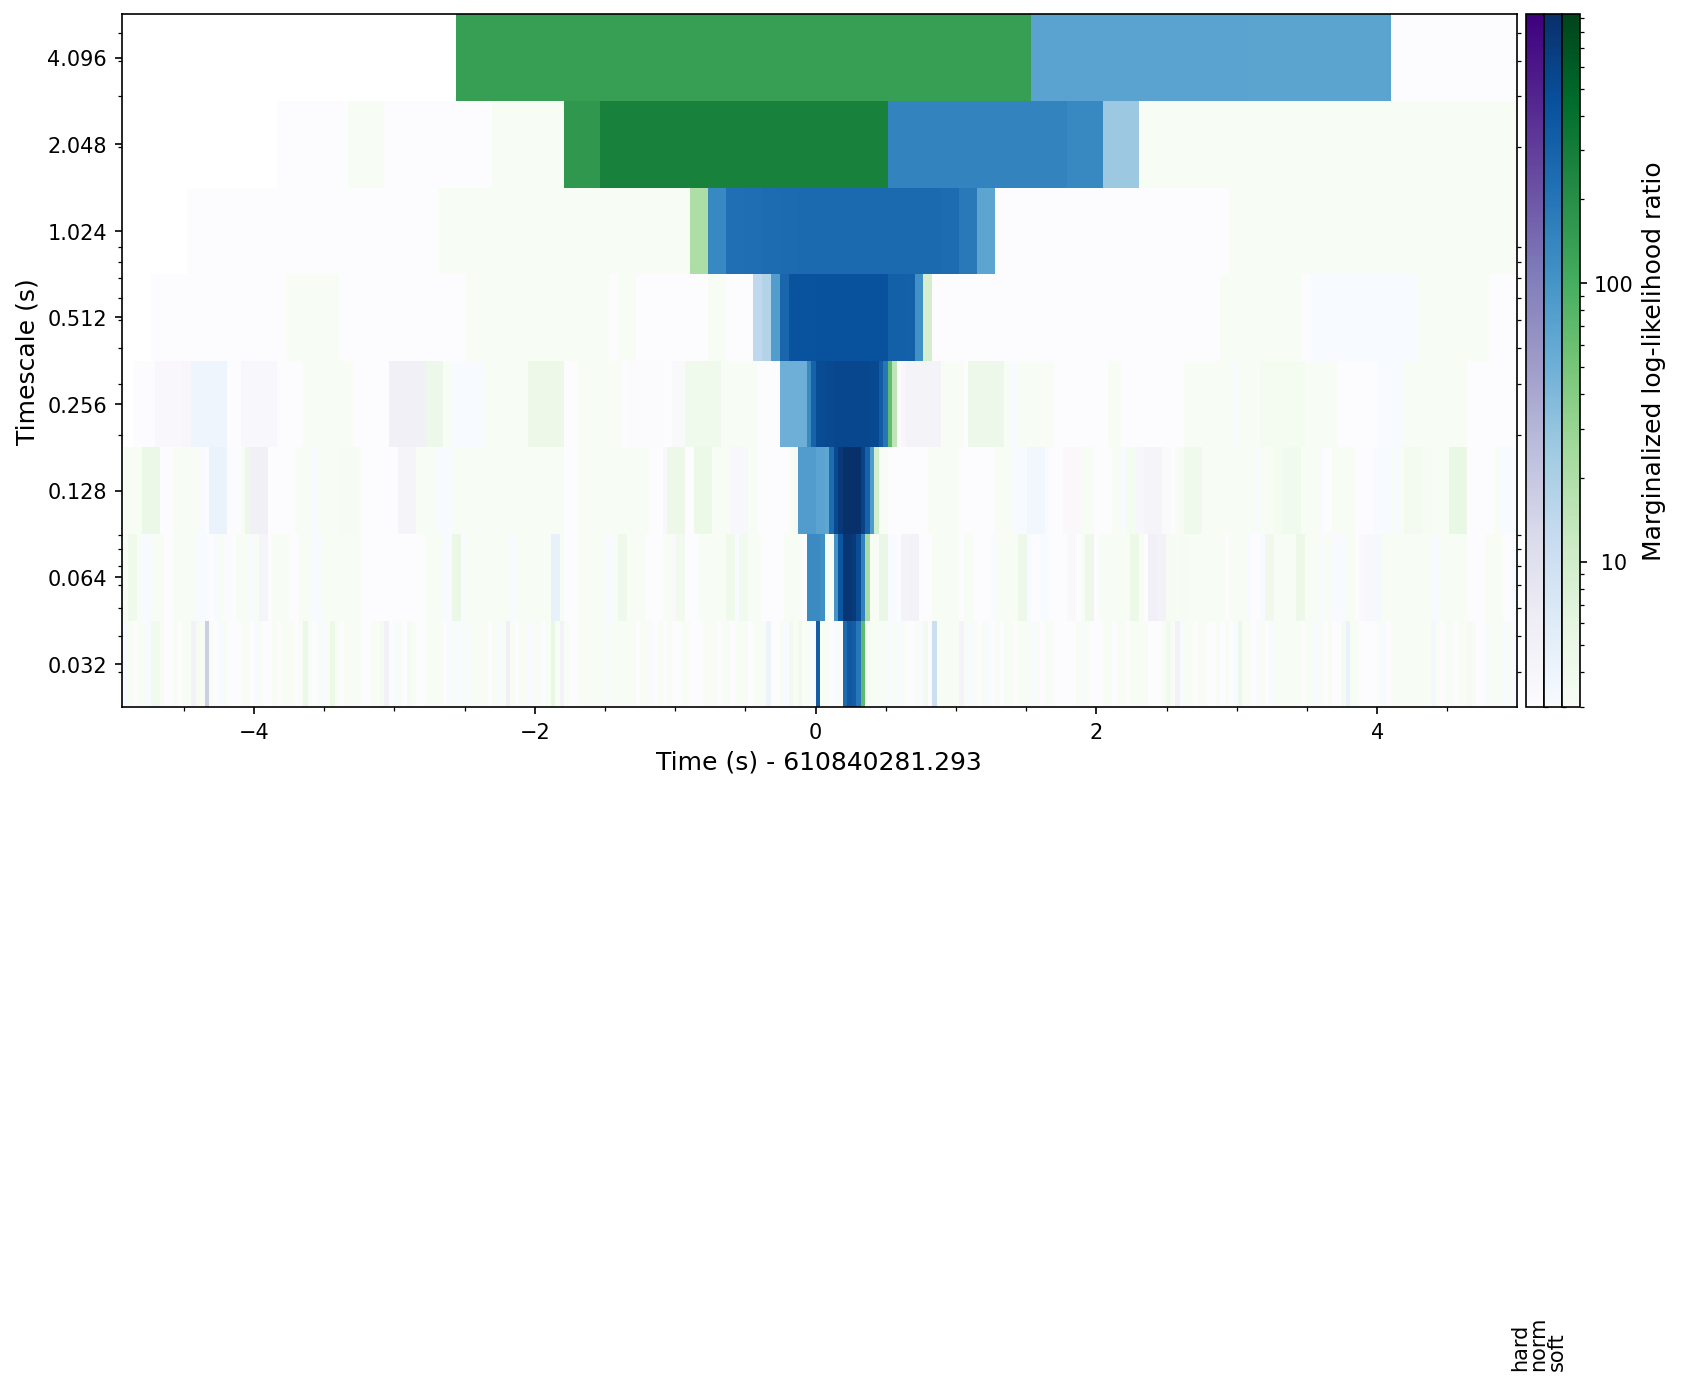 Timescale (s)
4.096
2.048
1.024
0.512
0.256
0.128
0.064
0.032
−4
−2
0
2
4
Time (s) - 610840281.293
100
10
Marginalized log-likelihood ratio
hard
norm
soft